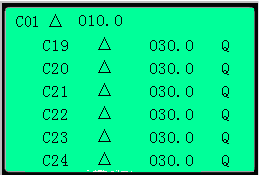 C01 △ 010.0
C19 △ 030.0 Q
C20 △ 030.0 Q
C21 △ 030.0 Q
C22 △ 030.0 Q
C23 △ 030.0 Q
C24 △ 030.0 Q